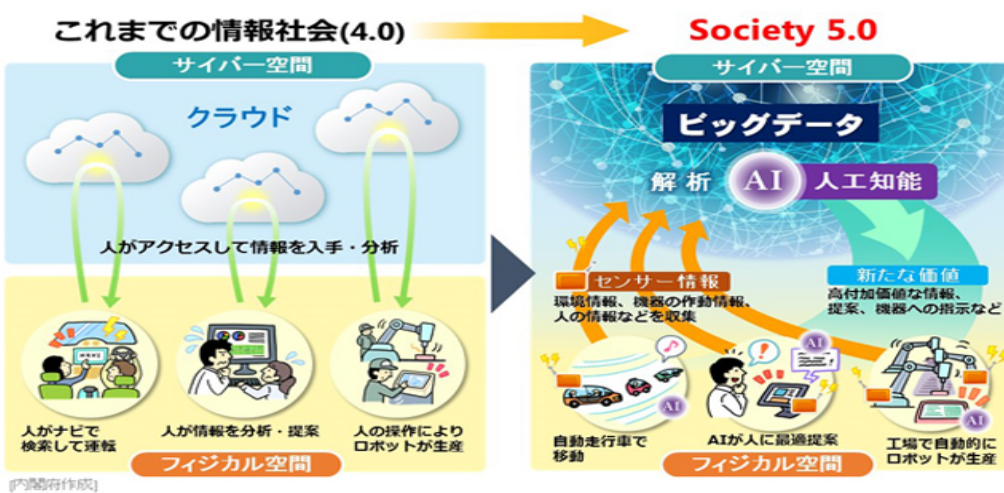 これまでの情報社会(4.0)
Society 5.0
サイバー空間
クラウド
人がアクセスして情報を入手・分析
人がナビで
検索して運転
人が情報を分析・提案
人の操作により
ロボットが生産
フィジカル空間
[内閣府作成]
サイバー空間
ビッグデータ
解析 AI 人工知能
センサー情報
環境情報、機器の作動情報、
人の情報などを収集
新たな価値
高付加価値な情報、
提案、機器への指示など
AI
AI
AI
自動走行車で
移動
AIが人に最適提案
工場で自動的に
ロボットが生産
フィジカル空間